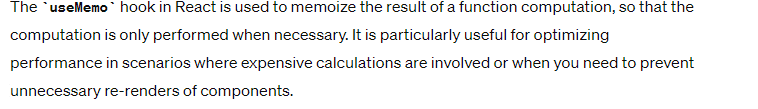 The `useMemo` hook in React is used to memoize the result of a function computation, so that the
computation is only performed when necessary. It is particularly useful for optimizing
performance in scenarios where expensive calculations are involved or when you need to prevent
unnecessary re-renders of components.